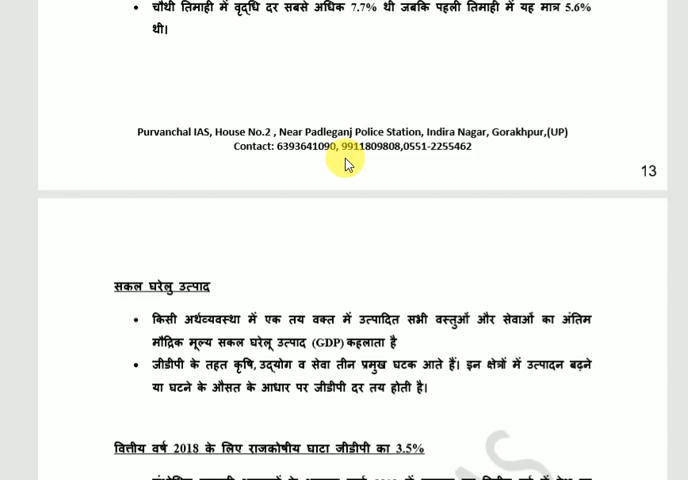 • चौथी तिमाही में वृद्धि दर सबसे अधिक 7.7% थी जबकि पहली तिमाही में यह मात्र 5.6%
थी।
Purvanchal IAS, House No.2 , Near Padleganj Police Station, Indira Nagar, Gorakhpur,(UP)
Contact: 6393641090, 9911809808,0551-2255462
13
सकल घरेलु उत्पाद
• किसी अर्थव्यवस्था में एक तय वक्त में उत्पादित सभी वस्तुओं और सेवाओं का अंतिम
मौद्रिक मूल्य सकल घरेलू उत्पाद (GDP) कहलाता है
• जीडीपी के तहत कृषि, उद्योग व सेवा तीन प्रमुख घटक आते हैं। इन क्षेत्रों में उत्पादन बढ़ने
या घटने के औसत के आधार पर जीडीपी दर तय होती है।
वित्तीय वर्ष 2018 के लिए राजकोषीय घाटा जीडीपी का 3.5%